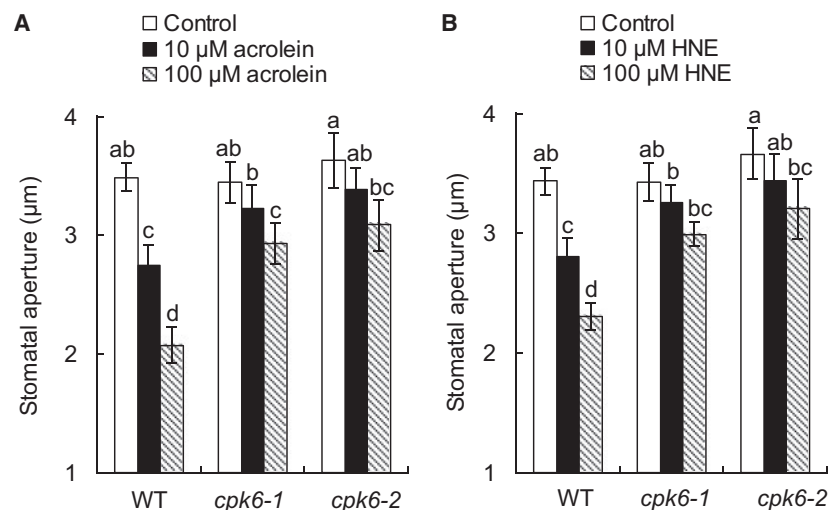 A
Control
10 µM acrolein
100 µM acrolein
Stomatal aperture (µm)
4
3
2
1
ab
c
d
ab
b
c
a
ab
bc
WT
cpk6-1
cpk6-2
B
Control
10 µM HNE
100 µM HNE
Stomatal aperture (µm)
4
3
2
1
ab
c
d
ab
b
bc
a
ab
bc
WT
cpk6-1
cpk6-2